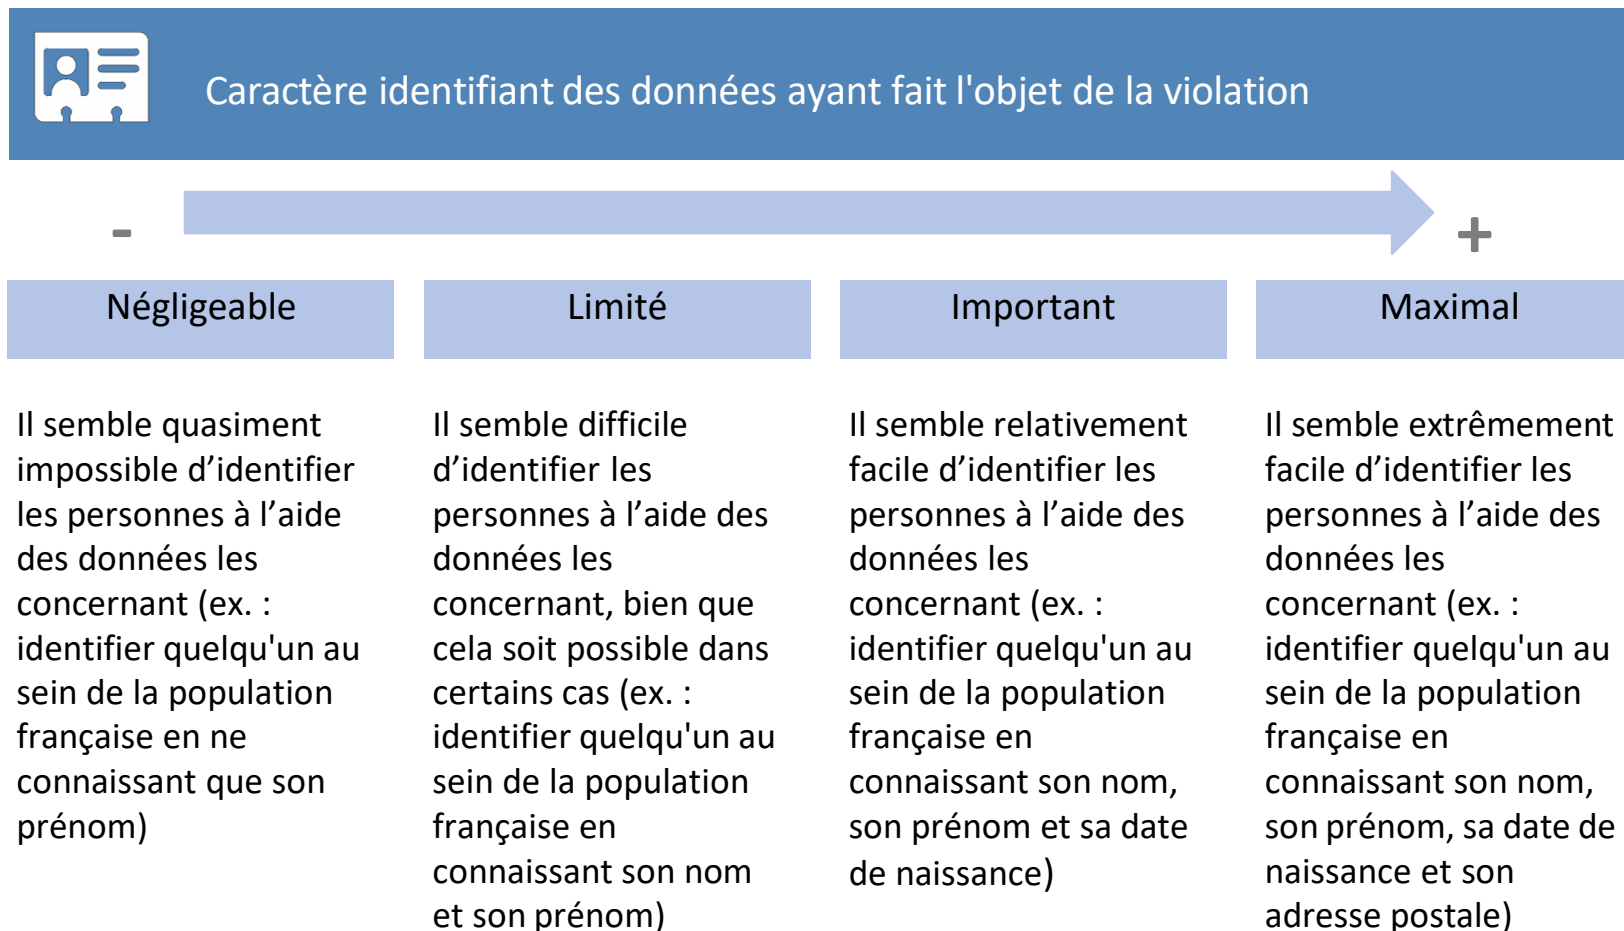 Caractère identifiant des données ayant fait l'objet de la violation
-
+
Négligeable
Limité
Important
Maximal
Il semble quasiment
impossible d’identifier
les personnes à l’aide
des données les
concernant (ex. :
identifier quelqu'un au
sein de la population
française en ne
connaissant que son
prénom)
Il semble difficile
d’identifier les
personnes à l’aide des
données les
concernant, bien que
cela soit possible dans
certains cas (ex. :
identifier quelqu'un au
sein de la population
française en
connaissant son nom
et son prénom)
Il semble relativement
facile d’identifier les
personnes à l’aide des
données les
concernant (ex. :
identifier quelqu'un au
sein de la population
française en
connaissant son nom,
son prénom et sa date
de naissance)
Il semble extrêmement
facile d’identifier les
personnes à l’aide des
données les
concernant (ex. :
identifier quelqu'un au
sein de la population
française en
connaissant son nom,
son prénom, sa date de
naissance et son
adresse postale)